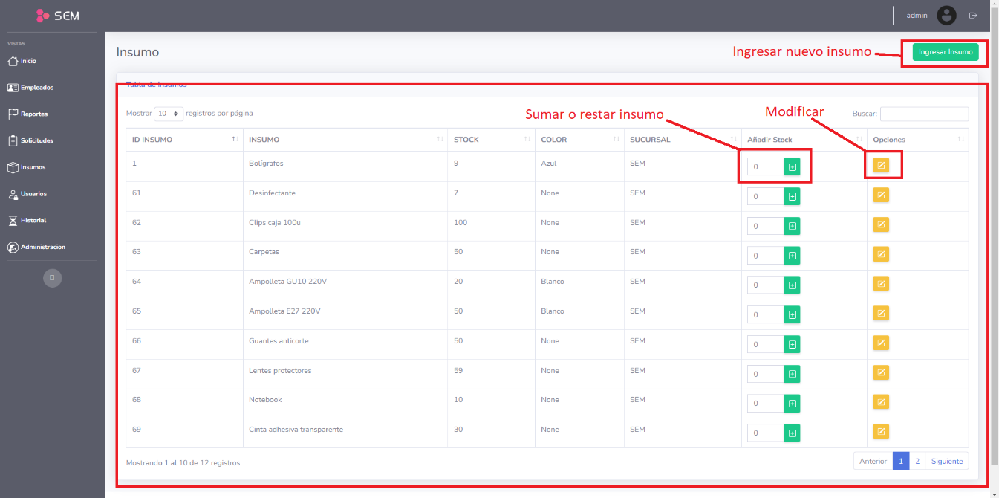 SEM
admin
VISTAS
Inicio
Empleados
Reportes
Solicitudes
Insumos
Usuarios
Historial
Administracion
Insumo
Ingresar nuevo insumo
Ingresar Insumo
Tabla de Insumos
Mostrar 10 registros por página
Sumar o restar insumo
Modificar
Buscar:
ID INSUMO INSUMO STOCK COLOR SUCURSAL Añadir Stock Opciones
1 Bolígrafos 9 Azul SEM 0
61 Desinfectante 7 None SEM 0
62 Clips caja 100u 100 None SEM 0
63 Carpetas 50 None SEM 0
64 Ampolleta GU10 220V 20 Blanco SEM 0
65 Ampolleta E27 220V 50 Blanco SEM 0
66 Guantes anticorte 50 None SEM 0
67 Lentes protectores 59 None SEM 0
68 Notebook 10 None SEM 0
69 Cinta adhesiva transparente 30 None SEM 0
Mostrando 1 al 10 de 12 registros
Anterior 1 2 Siguiente